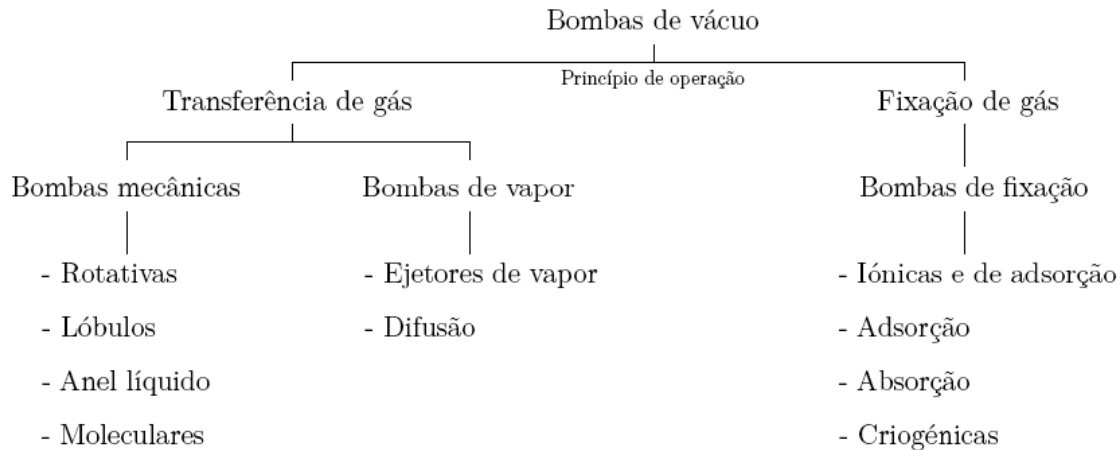 Bombas de vácuo
Princípio de operação
Transferência de gás
Fixação de gás
Bombas mecânicas
Bombas de vapor
Bombas de fixação
- Rotativas
- Lóbulos
- Anel líquido
- Moleculares
- Ejetores de vapor
- Difusão
- Iónicas e de adsorção
- Adsorção
- Absorção
- Criogénicas